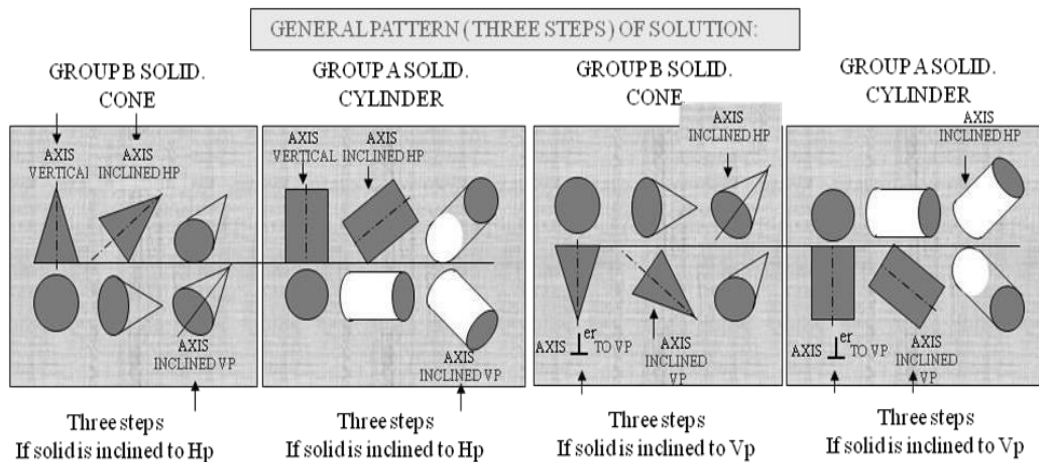 GENERAL PATTERN ( THREE STEPS ) OF SOLUTION:
GROUP B SOLID.
CONE
GROUP A SOLID.
CYLINDER
GROUP B SOLID.
CONE
GROUP A SOLID.
CYLINDER
AXIS
VERTICAL
AXIS
INCLINED HP
AXIS
INCLINED VP
AXIS
VERTICAL
AXIS
INCLINED HP
AXIS
INCLINED VP
AXIS
INCLINED HP
AXIS ⊥ er TO VP
AXIS
INCLINED
VP
AXIS
INCLINED HP
AXIS ⊥ er TO VP
AXIS
INCLINED
VP
Three steps
If solid is inclined to Hp
Three steps
If solid is inclined to Hp
Three steps
If solid is inclined to Vp
Three steps
If solid is inclined to Vp